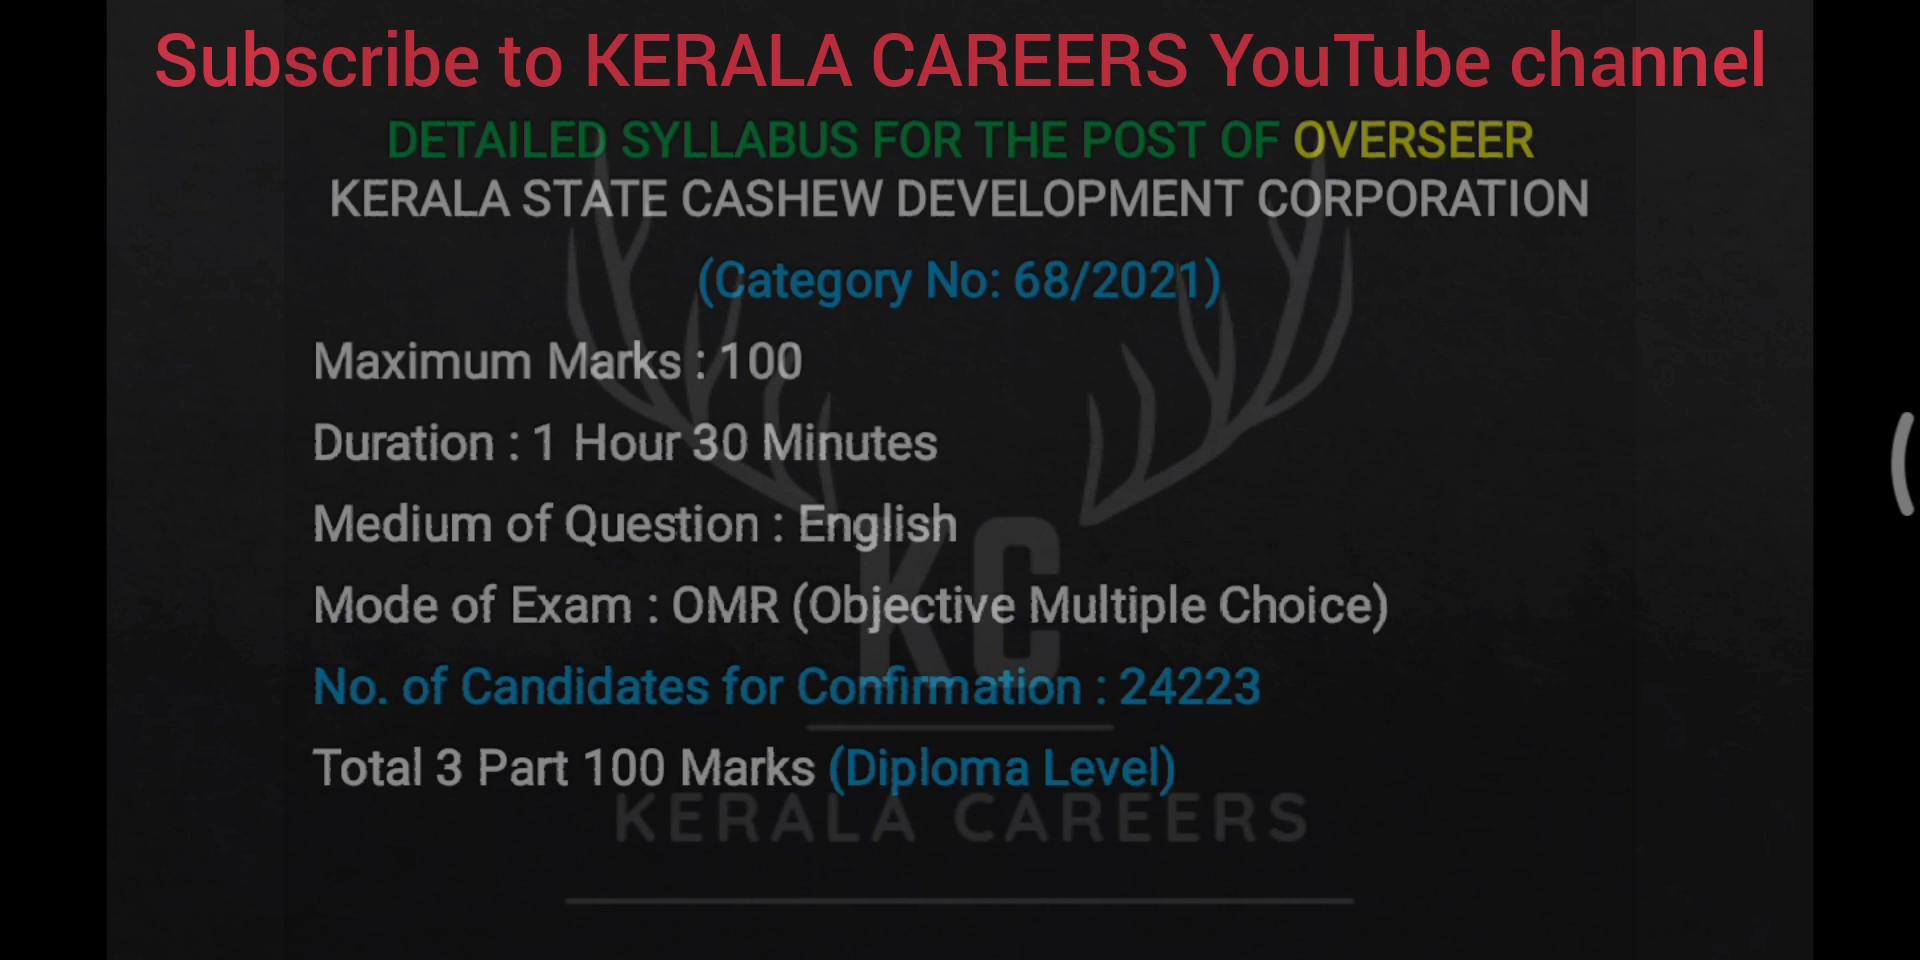 Subscribe to KERALA CAREERS YouTube channel
DETAILED SYLLABUS FOR THE POST OF OVERSEER
KERALA STATE CASHEW DEVELOPMENT CORPORATION
(Category No: 68/2021)
Maximum Marks : 100
Duration : 1 Hour 30 Minutes
Medium of Question : English
Mode of Exam : OMR (Objective Multiple Choice)
KC
No. of Candidates for Confirmation : 24223
Total 3 Part 100 Marks (Diploma Level)
KERALA CAREERS